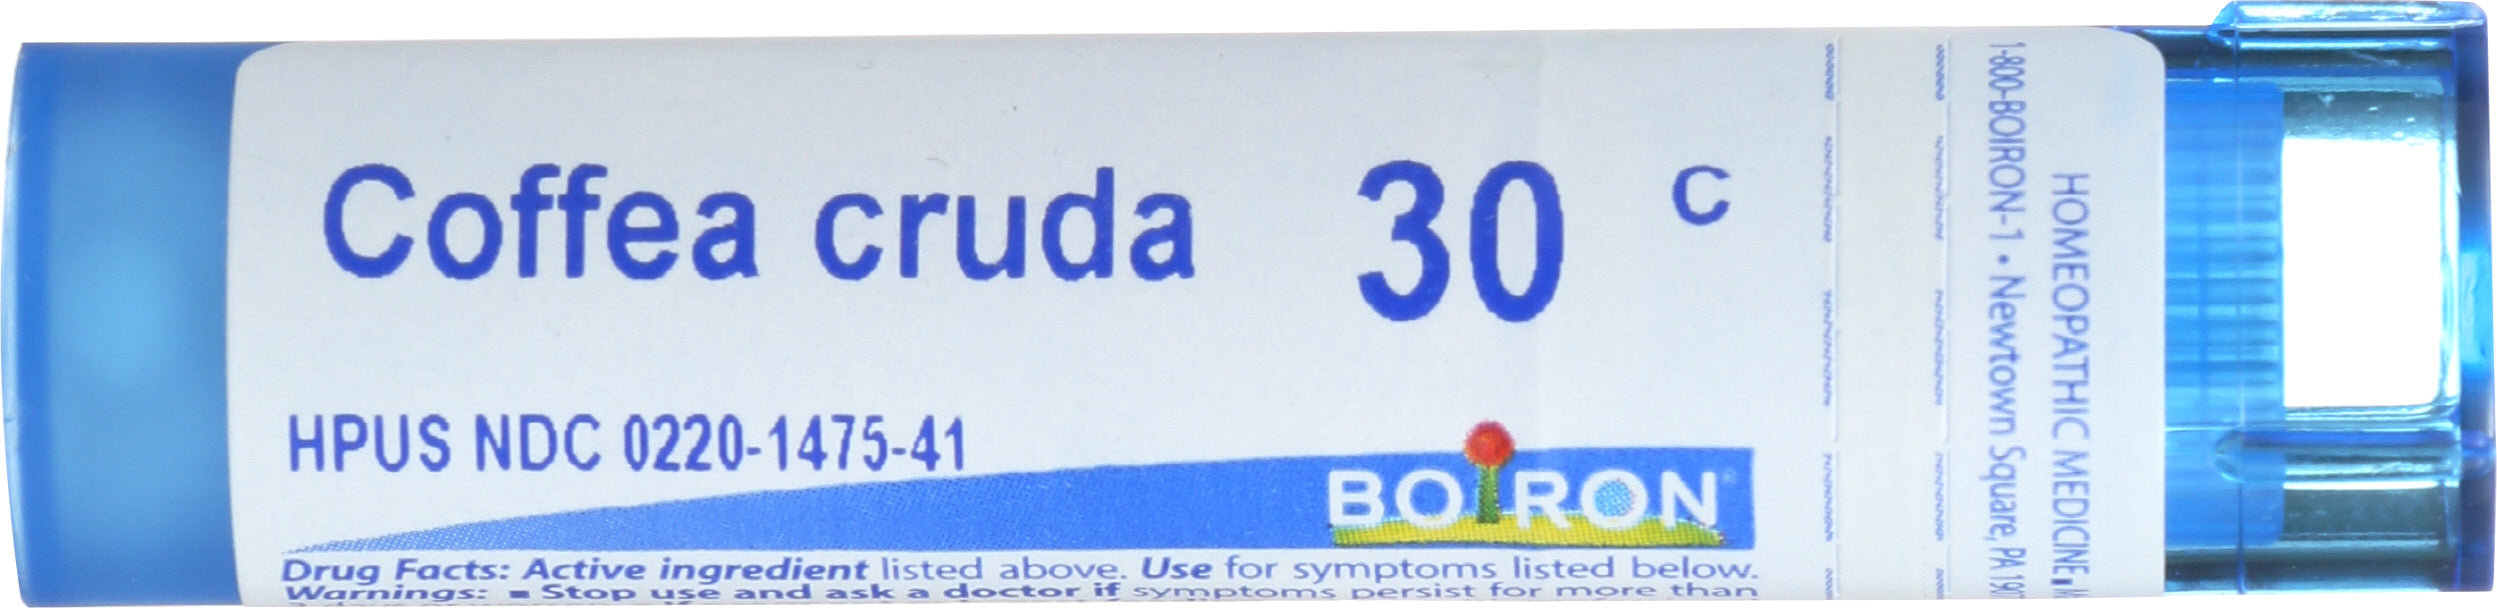 Coffea cruda 30 C
HPUS NDC 0220-1475-41
BOIRON®
Drug Facts: Active ingredient listed above. Use for symptoms listed below.
Warnings: ■ Stop use and ask a doctor if symptoms persist for more than
HOMEOPATHIC MEDICINE.
1-800-BOIRON-1 • Newtown Square, PA